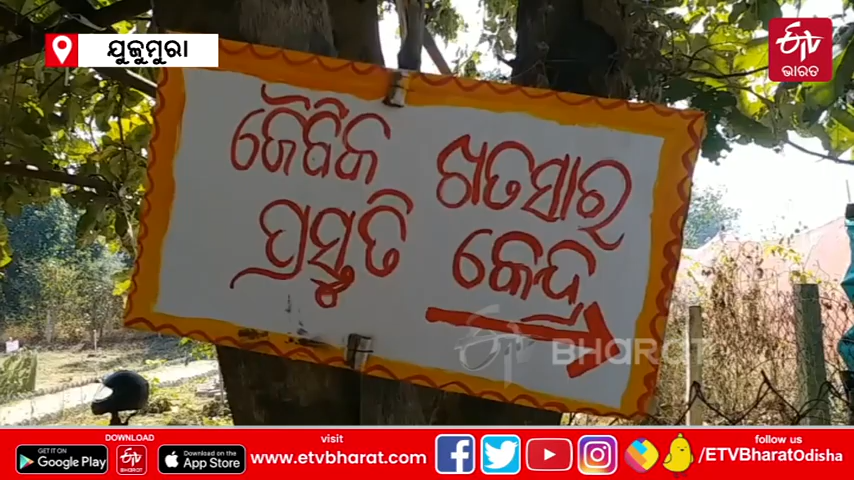 ଯୁଜୁମୁରା
ETV
ଭାରତ
ଜୈବିକ ଖତସାର
ପ୍ରସ୍ତୁତି କେନ୍ଦ୍ର
ETV BHARAT
DOWNLOAD
GET IT ON
Google Play
ETV
BHARAT
Download on the
App Store
visit
www.etvbharat.com
follow us
/ETVBharatOdisha